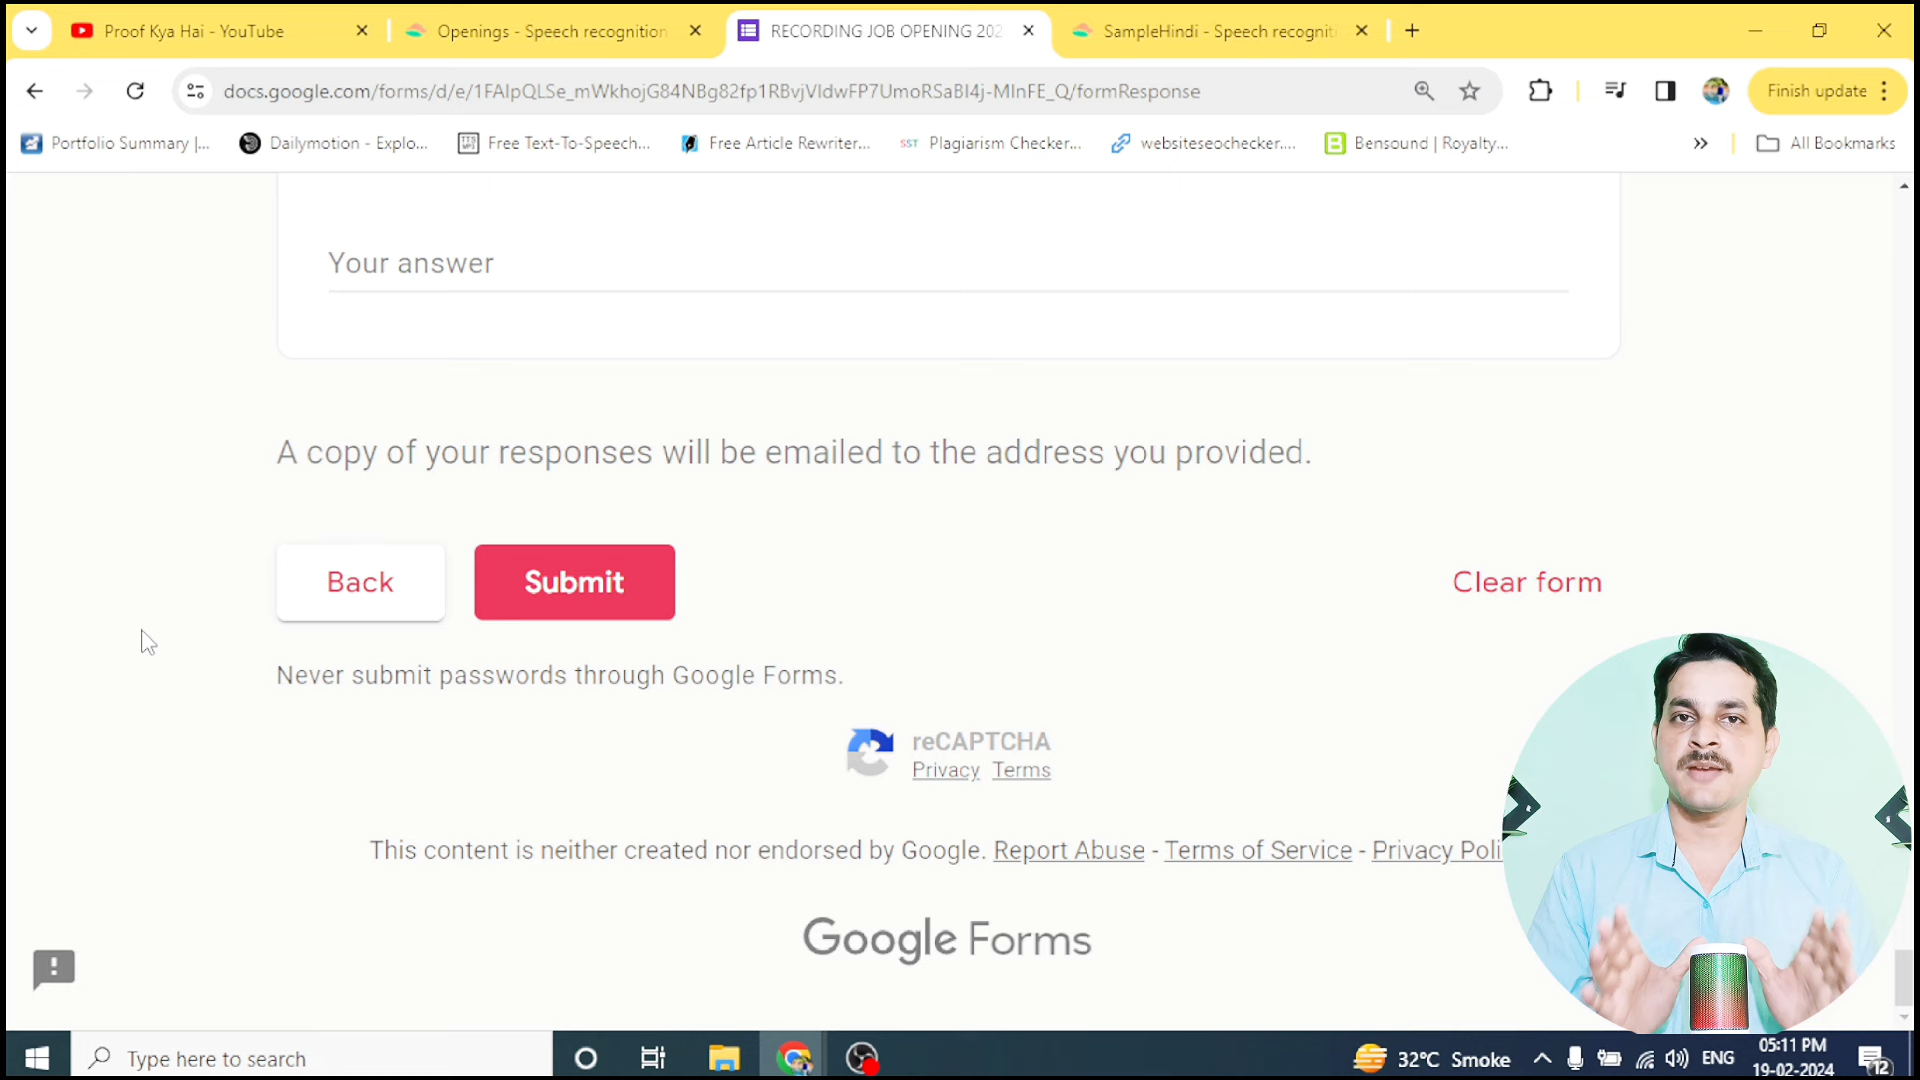 Proof Kya Hai - YouTube
Openings - Speech recognition
RECORDING JOB OPENING 202
SampleHindi - Speech recogniti
docs.google.com/forms/d/e/1FAIpQLSe_mWkhojG84NBg82fp1RBvjVIdwFP7UmoRSaBI4j-MlnFE_Q/formResponse
Finish update
Portfolio Summary |...
Dailymotion - Explo...
Free Text-To-Speech...
Free Article Rewriter...
SST
Plagiarism Checker...
websiteseochecker....
Bensound | Royalty...
All Bookmarks
Your answer
A copy of your responses will be emailed to the address you provided.
Back
Submit
Clear form
Never submit passwords through Google Forms.
reCAPTCHA
Privacy Terms
This content is neither created nor endorsed by Google. Report Abuse - Terms of Service - Privacy Poli
Google Forms
Type here to search
32°C Smoke
ENG
05:11 PM
19-02-2024
12